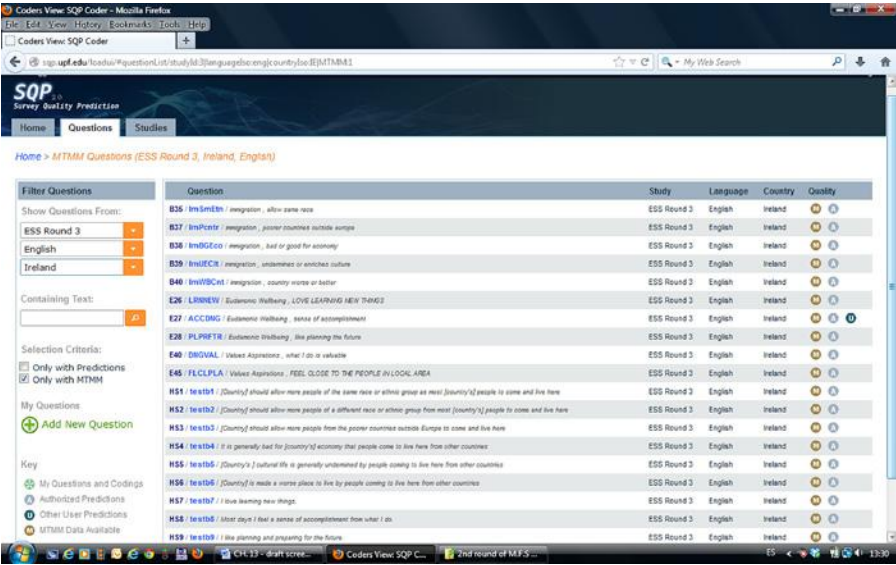 Coders View: SQP Coder - Mozilla Firefox
File Edit View History Bookmarks Tools Help
Coders View: SQP Coder
sqp.upf.edu/loadui/#questionList/studyId:3|languageIso:eng|countryIso:IE|MTMM:1
My Web Search
SQP 2.0
Survey Quality Prediction
Home Questions Studies
Home > MTMM Questions (ESS Round 3, Ireland, English)
Filter Questions
Show Questions From:
ESS Round 3
English
Ireland
Containing Text:
Selection Criteria:
Only with Predictions
Only with MTMM
My Questions
Add New Question
Key
My Questions and Codings
Authorized Predictions
Other User Predictions
MTMM Data Available
Question Study Language Country Quality
B35 / ImSmEtn / immigration , allow same race ESS Round 3 English Ireland M A
B37 / ImPcntr / immigration , poorer countries outside europe ESS Round 3 English Ireland M A
B38 / ImBGEco / immigration , bad or good for economy ESS Round 3 English Ireland M A
B39 / ImUEClt / immigration , undermines or enriches culture ESS Round 3 English Ireland M A
B40 / ImWBCnt / immigration , country worse or better ESS Round 3 English Ireland M A
E26 / LRNNEW / Eudamonic Wellbeing , LOVE LEARNING NEW THINGS ESS Round 3 English Ireland M A
E27 / ACCDNG / Eudamonic Wellbeing , sense of accomplishment ESS Round 3 English Ireland M A U
E28 / PLPRFTR / Eudamonic Wellbeing , like planning the future ESS Round 3 English Ireland M A
E40 / DNGVAL / Values Aspirations , what I do is valuable ESS Round 3 English Ireland M A
E45 / FLCLPLA / Values Aspirations , FEEL CLOSE TO THE PEOPLE IN LOCAL AREA ESS Round 3 English Ireland M A
HS1 / testb1 / [Country] should allow more people of the same race or ethnic group as most [country's] people to come and live here ESS Round 3 English Ireland M A
HS2 / testb2 / [Country] should allow more people of a different race or ethnic group from most [country's] people to come and live here ESS Round 3 English Ireland M A
HS3 / testb3 / [Country] should allow more people from the poorer countries outside Europe to come and live here ESS Round 3 English Ireland M A
HS4 / testb4 / It is generally bad for [country's] economy that people come to live here from other countries ESS Round 3 English Ireland M A
HS5 / testb5 / [Country's ] cultural life is generally undermined by people coming to live here from other countries ESS Round 3 English Ireland M A
HS6 / testb6 / [Country] is made a worse place to live by people coming to live here from other countries ESS Round 3 English Ireland M A
HS7 / testb7 / I love learning new things. ESS Round 3 English Ireland M A
HS8 / testb8 / Most days I feel a sense of accomplishment from what I do. ESS Round 3 English Ireland M A
HS9 / testb9 / I like planning and preparing for the future. ESS Round 3 English Ireland M A
CH.13 - draft scree...
Coders View: SQP C...
2nd round of M.F.S ...
ES
13:30